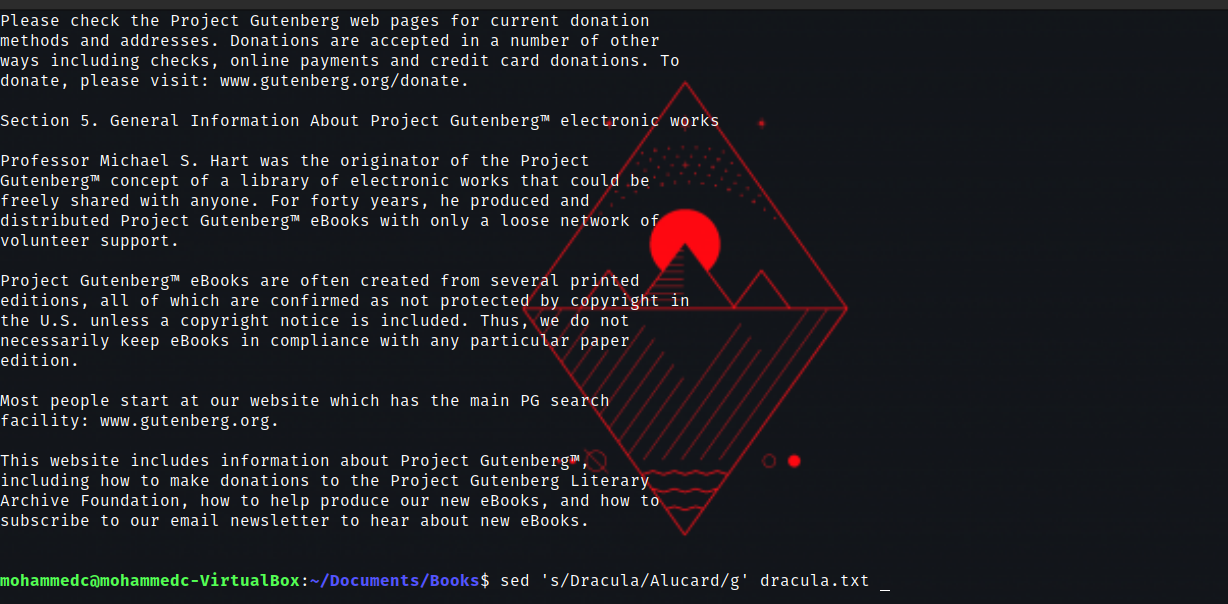 Please check the Project Gutenberg web pages for current donation
methods and addresses. Donations are accepted in a number of other
ways including checks, online payments and credit card donations. To
donate, please visit: www.gutenberg.org/donate.
Section 5. General Information About Project Gutenberg™ electronic works
Professor Michael S. Hart was the originator of the Project
Gutenberg™ concept of a library of electronic works that could be
freely shared with anyone. For forty years, he produced and
distributed Project Gutenberg™ eBooks with only a loose network of
volunteer support.
Project Gutenberg™ eBooks are often created from several printed
editions, all of which are confirmed as not protected by copyright in
the U.S. unless a copyright notice is included. Thus, we do not
necessarily keep eBooks in compliance with any particular paper
edition.
Most people start at our website which has the main PG search
facility: www.gutenberg.org.
This website includes information about Project Gutenberg™,
including how to make donations to the Project Gutenberg Literary
Archive Foundation, how to help produce our new eBooks, and how to
subscribe to our email newsletter to hear about new eBooks.
mohammedc@mohammedc-VirtualBox:~/Documents/Books$ sed 's/Dracula/Alucard/g' dracula.txt _